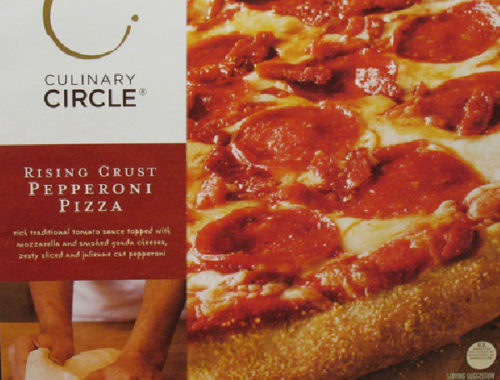 CULINARY
CIRCLE®
RISING CRUST
PEPPERONI
PIZZA
rich traditional tomato sauce topped with
mozzarella and smoked gouda cheeses,
zesty sliced and julienne cut pepperoni
SERVING SUGGESTION